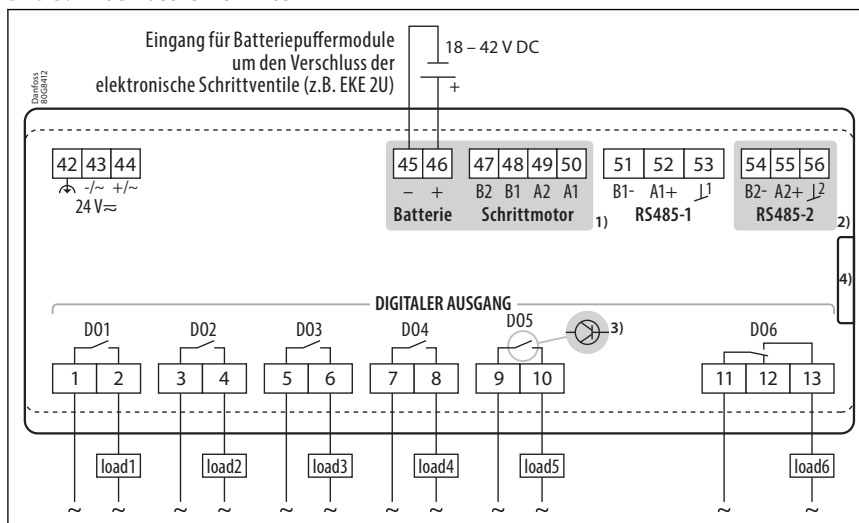 Eingang für Batteriepuffermodule
um den Verschluss der
elektronische Schrittventile (z.B. EKE 2U)
18 – 42 V DC
+
Danfoss
80G8412
42 43 44
-/~ +/~
24 V
45 46 47 48 49 50 51 52 53 54 55 56
– + B2 B1 A2 A1 B1- A1+ 1 B2- A2+ 2
Batterie Schrittmotor 1) RS485-1 RS485-2 2)
4)
DIGITALER AUSGANG
DO1 DO2 DO3 DO4 DO5 3) DO6
1 2 3 4 5 6 7 8 9 10 11 12 13
load1 load2 load3 load4 load5 load6
~ ~ ~ ~ ~ ~ ~ ~ ~ ~ ~ ~